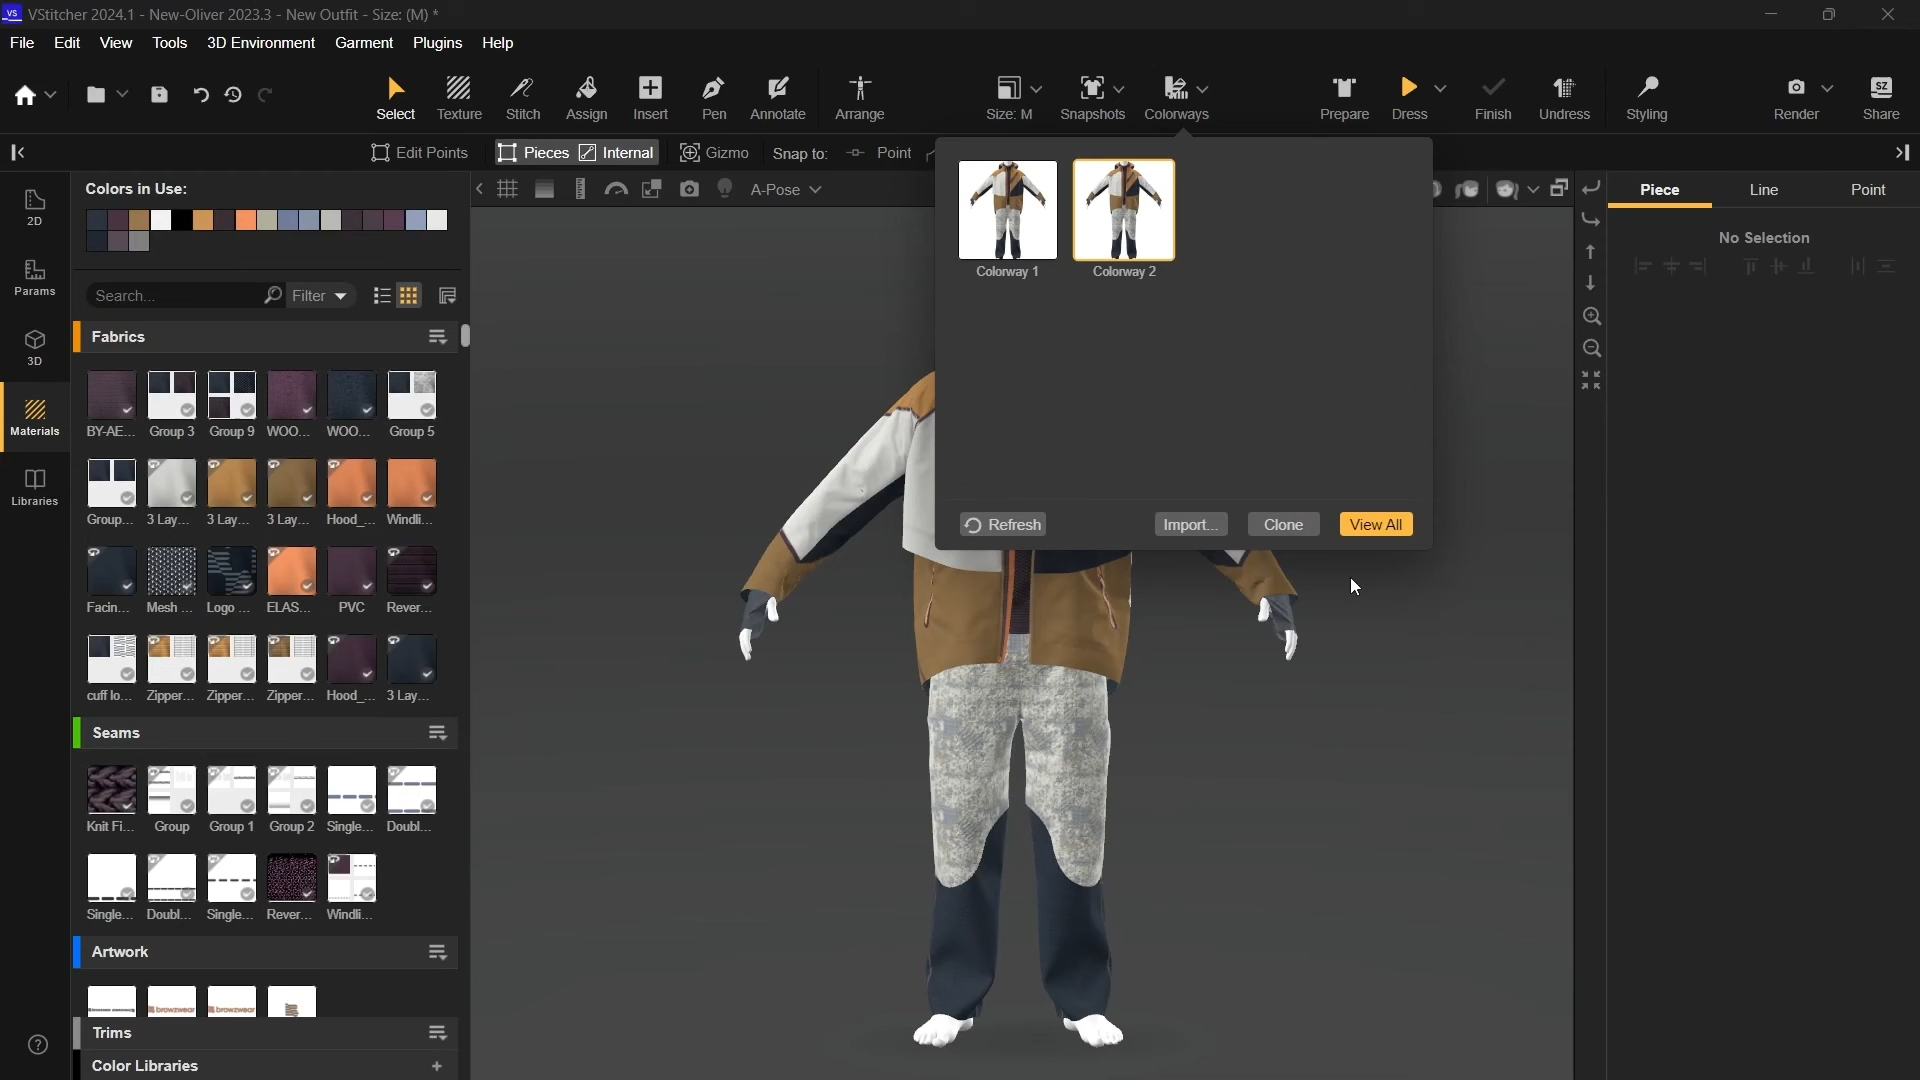 VS VStitcher 2024.1 - New-Oliver 2023.3 - New Outfit - Size: (M) *
File Edit View Tools 3D Environment Garment Plugins Help
Select Texture Stitch Assign Insert Pen Annotate Arrange Size: M Snapshots Colorways Prepare Dress Finish Undress Styling Render SZ Share
Edit Points Pieces Internal Gizmo Snap to: Point
2D
Params
3D
Materials
Libraries
Colors in Use:
Search... Filter
Fabrics
BY-AE... Group 3 Group 9 WOO... WOO... Group 5
Group... 3 Lay... 3 Lay... 3 Lay... Hood_... Windli...
Facin... Mesh ... Logo ... ELAS... PVC Rever...
cuff lo... Zipper... Zipper... Zipper... Hood_... 3 Lay...
Seams
Knit Fi... Group Group 1 Group 2 Single... Doubl...
Single... Doubl... Single... Rever... Windli...
Artwork
browzwear browzwear
Trims
Color Libraries
A-Pose
Colorway 1 Colorway 2
Refresh Import... Clone View All
Piece Line Point
No Selection